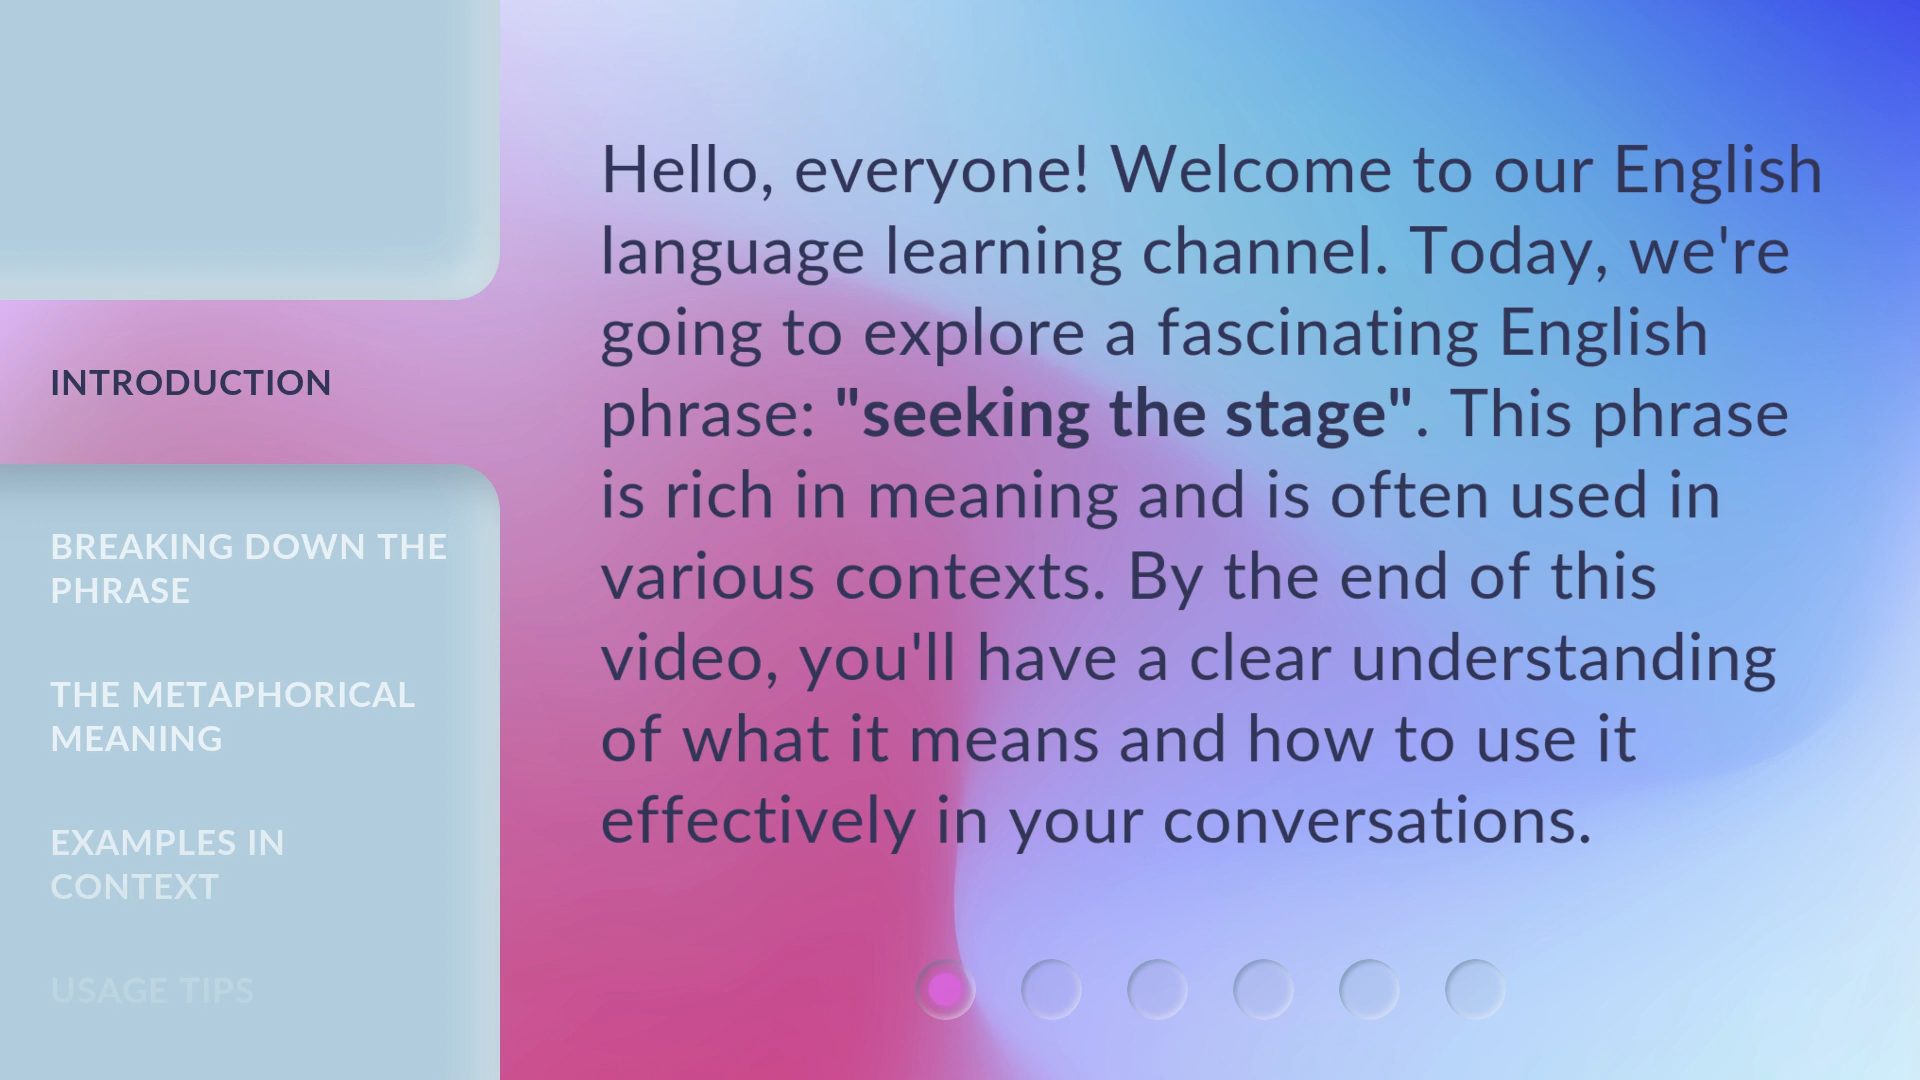 INTRODUCTION
BREAKING DOWN THE
PHRASE
THE METAPHORICAL
MEANING
EXAMPLES IN
CONTEXT
USAGE TIPS
Hello, everyone! Welcome to our English
language learning channel. Today, we're
going to explore a fascinating English
phrase: "seeking the stage". This phrase
is rich in meaning and is often used in
various contexts. By the end of this
video, you'll have a clear understanding
of what it means and how to use it
effectively in your conversations.